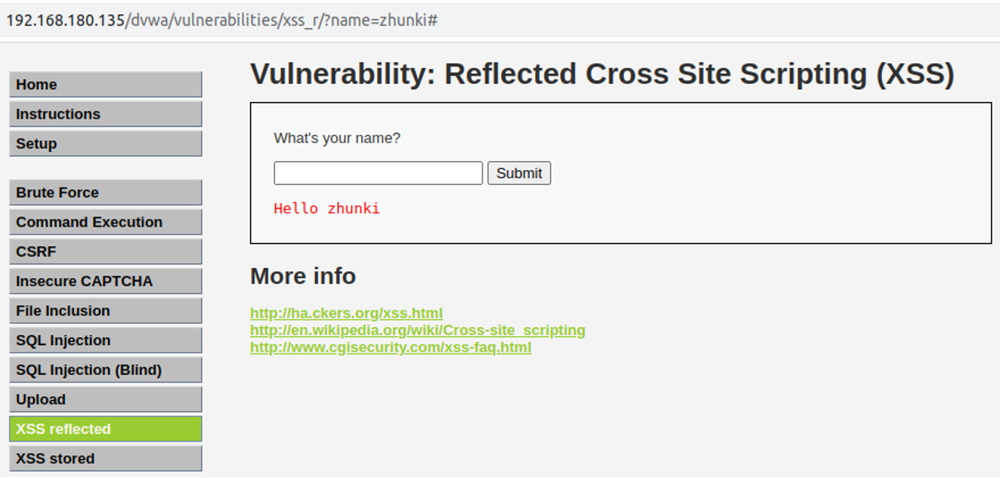 192.168.180.135/dvwa/vulnerabilities/xss_r/?name=zhunki#
Home
Instructions
Setup
Brute Force
Command Execution
CSRF
Insecure CAPTCHA
File Inclusion
SQL Injection
SQL Injection (Blind)
Upload
XSS reflected
XSS stored
Vulnerability: Reflected Cross Site Scripting (XSS)
What's your name?
Submit
Hello zhunki
More info
http://ha.ckers.org/xss.html
http://en.wikipedia.org/wiki/Cross-site_scripting
http://www.cgisecurity.com/xss-faq.html